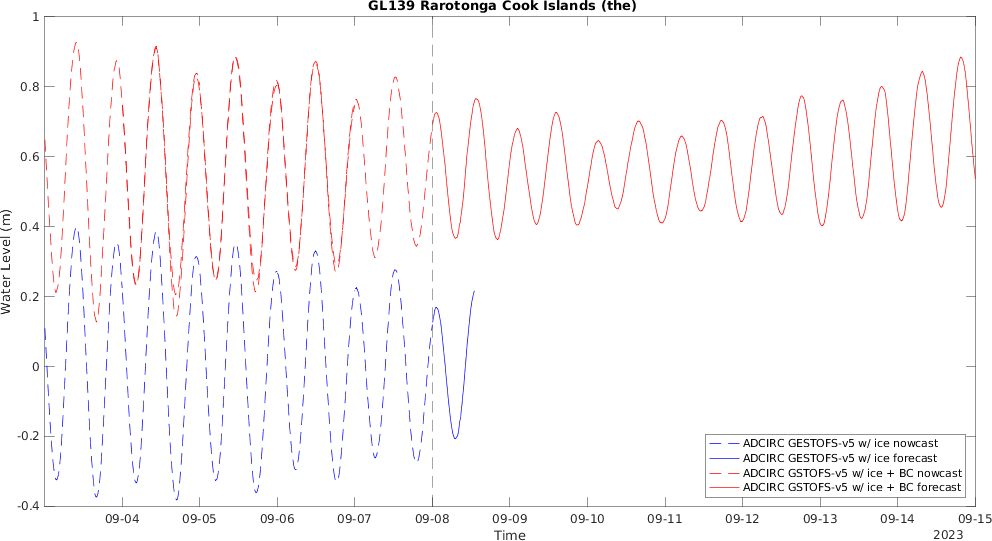 GL139 Rarotonga Cook Islands (the)
1
0.8
0.6
0.4
0.2
0
-0.2
-0.4
Water Level (m)
ADCIRC GESTOFS-v5 w/ ice nowcast
ADCIRC GESTOFS-v5 w/ ice forecast
ADCIRC GSTOFS-v5 w/ ice + BC nowcast
ADCIRC GSTOFS-v5 w/ ice + BC forecast
09-04 09-05 09-06 09-07 09-08 09-09 09-10 09-11 09-12 09-13 09-14 09-15
Time
2023